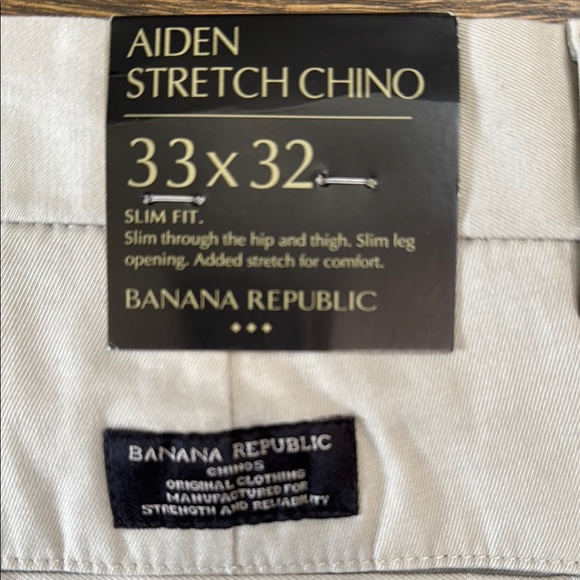 AIDEN
STRETCH CHINO
33 x 32
SLIM FIT.
Slim through the hip and thigh. Slim leg
opening. Added stretch for comfort.
BANANA REPUBLIC
BANANA REPUBLIC
CHINOS
ORIGINAL CLOTHING
MANUFACTURED FOR
STRENGTH AND RELIABILITY